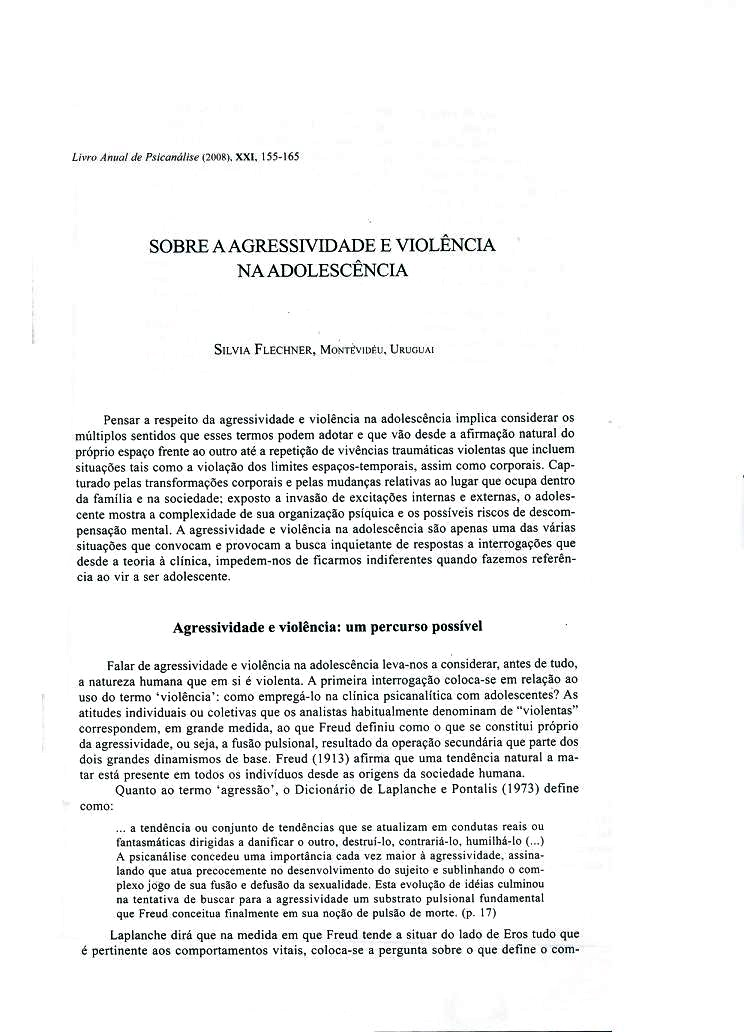 Livro Anual de Psicanálise (2008), XXI, 155-165
SOBRE A AGRESSIVIDADE E VIOLÊNCIA
NA ADOLESCÊNCIA
SILVIA FLECHNER, MONTEVIDÉU, URUGUAI
Pensar a respeito da agressividade e violência na adolescência implica considerar os
múltiplos sentidos que esses termos podem adotar e que vão desde a afirmação natural do
próprio espaço frente ao outro até a repetição de vivências traumáticas violentas que incluem
situações tais como a violação dos limites espaços-temporais, assim como corporais. Cap-
turado pelas transformações corporais e pelas mudanças relativas ao lugar que ocupa dentro
da família e na sociedade; exposto a invasão de excitações internas e externas, o adoles-
cente mostra a complexidade de sua organização psíquica e os possíveis riscos de descom-
pensação mental. A agressividade e violência na adolescência são apenas uma das várias
situações que convocam e provocam a busca inquietante de respostas a interrogações que
desde a teoria à clínica, impedem-nos de ficarmos indiferentes quando fazemos referên-
cia ao vir a ser adolescente.
Agressividade e violência: um percurso possível
Falar de agressividade e violência na adolescência leva-nos a considerar, antes de tudo,
a natureza humana que em si é violenta. A primeira interrogação coloca-se em relação ao
uso do termo 'violência': como empregá-lo na clínica psicanalítica com adolescentes? As
atitudes individuais ou coletivas que os analistas habitualmente denominam de "violentas"
correspondem, em grande medida, ao que Freud definiu como o que se constitui próprio
da agressividade, ou seja, a fusão pulsional, resultado da operação secundária que parte dos
dois grandes dinamismos de base. Freud (1913) afirma que uma tendência natural a ma-
tar está presente em todos os indivíduos desde as origens da sociedade humana.
Quanto ao termo 'agressão', o Dicionário de Laplanche e Pontalis (1973) define
como:
... a tendência ou conjunto de tendências que se atualizam em condutas reais ou
fantasmáticas dirigidas a danificar o outro, destruí-lo, contrariá-lo, humilhá-lo (...)
A psicanálise concedeu uma importância cada vez maior à agressividade, assina-
lando que atua precocemente no desenvolvimento do sujeito e sublinhando o com-
plexo jogo de sua fusão e defusão da sexualidade. Esta evolução de idéias culminou
na tentativa de buscar para a agressividade um substrato pulsional fundamental
que Freud conceitua finalmente em sua noção de pulsão de morte. (p. 17)
Laplanche dirá que na medida em que Freud tende a situar do lado de Eros tudo que
é pertinente aos comportamentos vitais, coloca-se a pergunta sobre o que define o com-